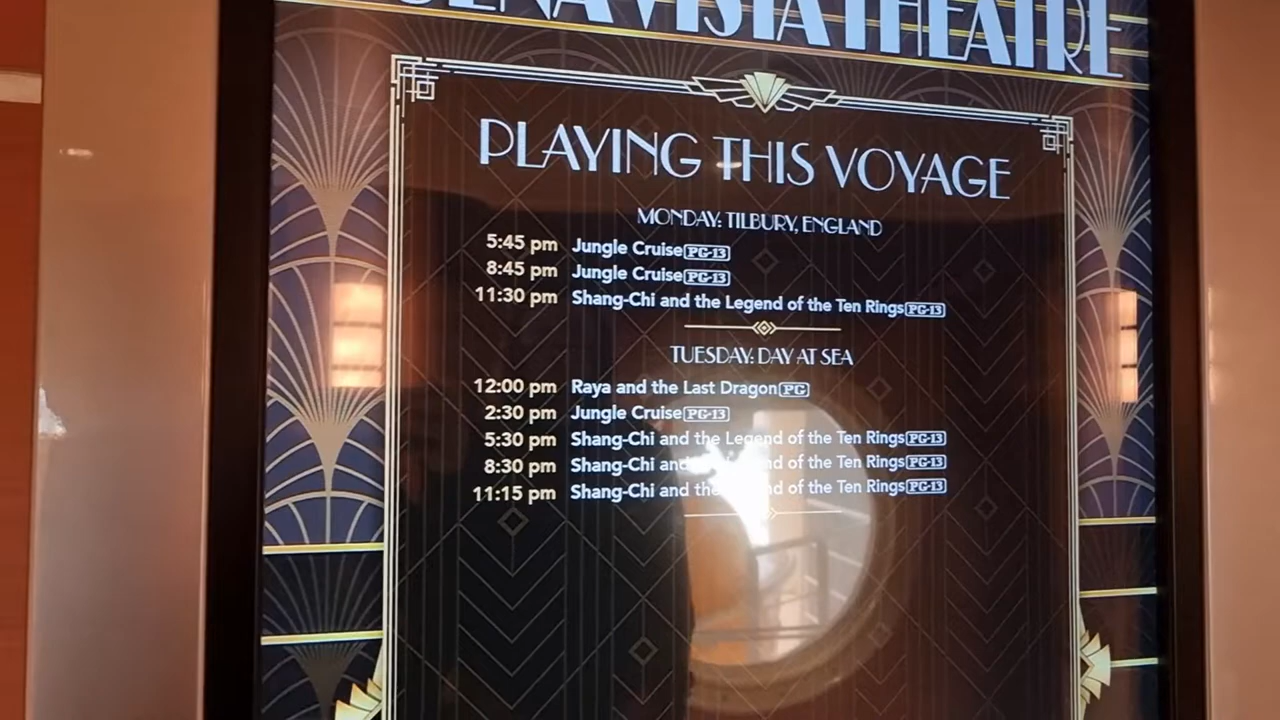 THEATRE
PLAYING THIS VOYAGE
MONDAY: TILBURY, ENGLAND
5:45 pm Jungle Cruise PG-13
8:45 pm Jungle Cruise PG-13
11:30 pm Shang-Chi and the Legend of the Ten Rings PG-13
TUESDAY: DAY AT SEA
12:00 pm Raya and the Last Dragon PG
2:30 pm Jungle Cruise PG-13
5:30 pm Shang-Chi and the Legend of the Ten Rings PG-13
8:30 pm Shang-Chi and of the Ten Rings PG-13
11:15 pm Shang-Chi and the of the Ten Rings PG-13